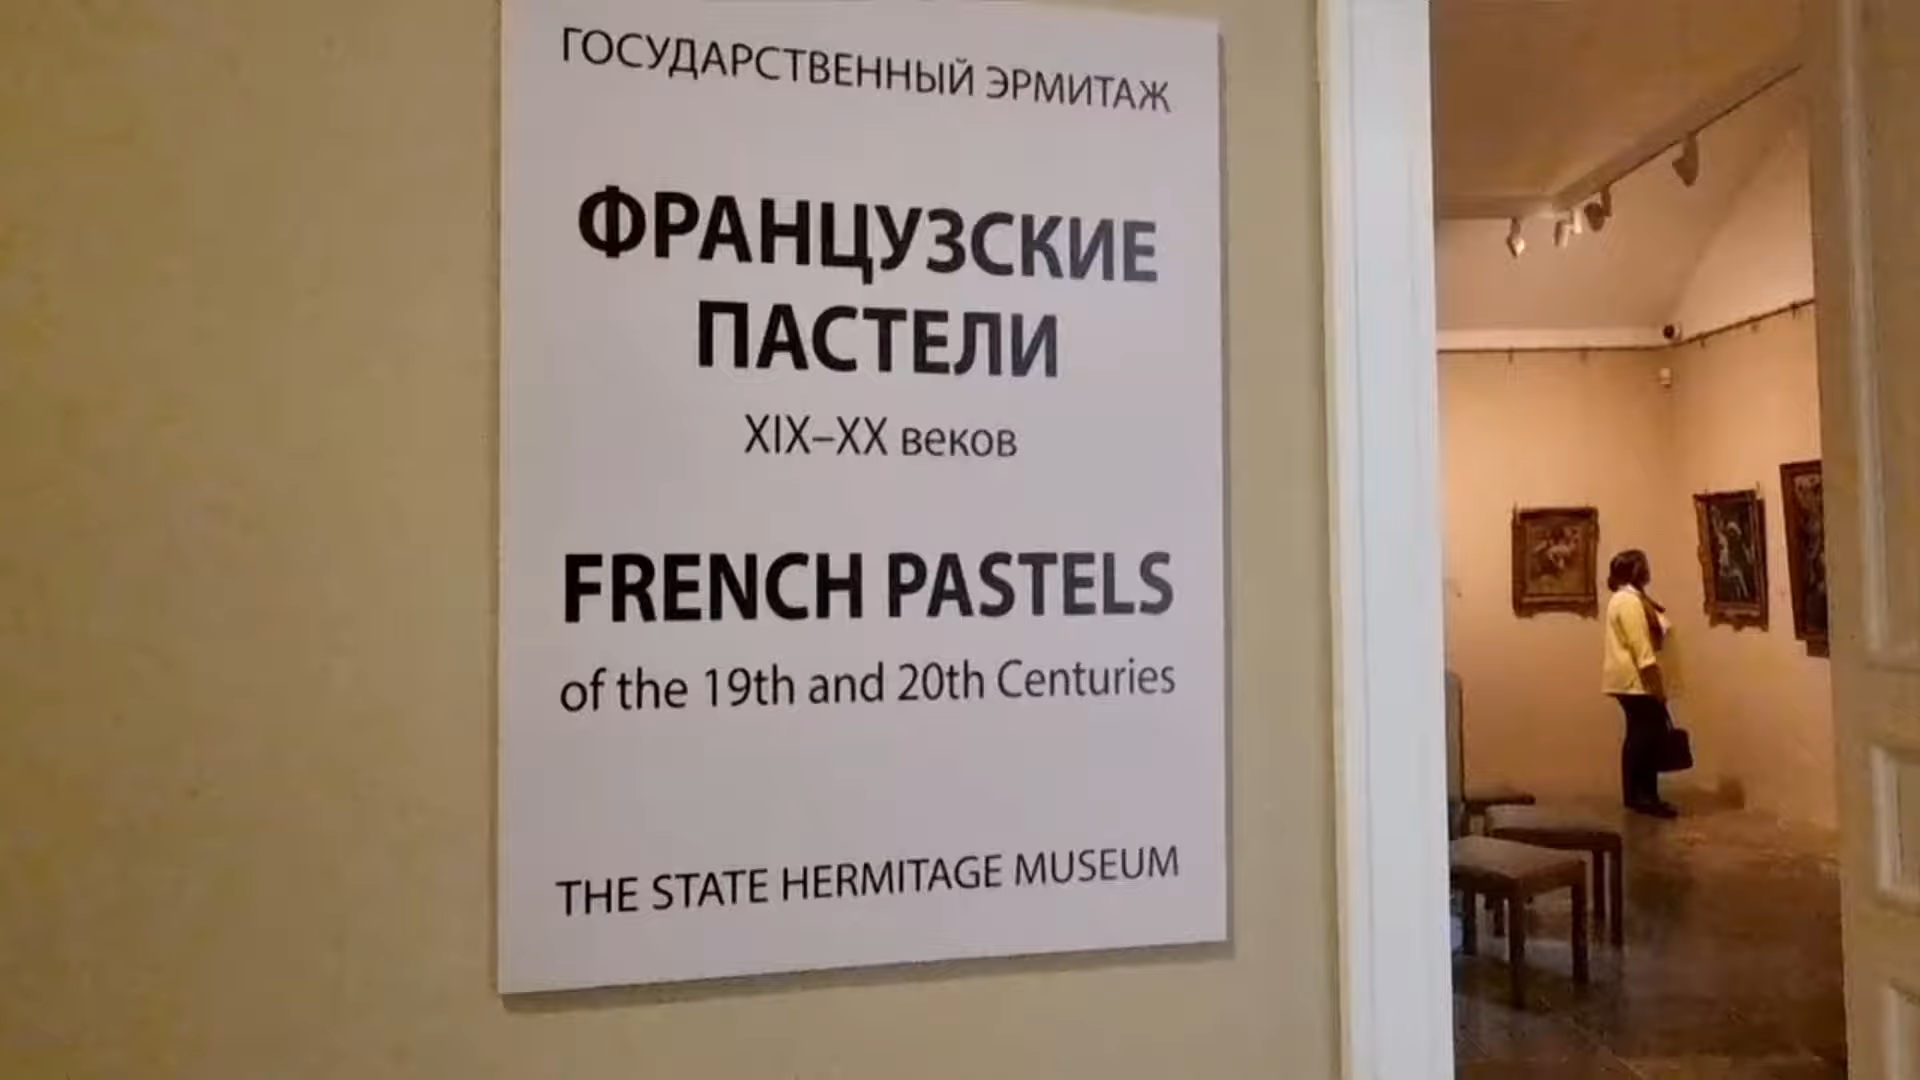 ГОСУДАРСТВЕННЫЙ ЭРМИТАЖ
ФРАНЦУЗСКИЕ
ПАСТЕЛИ
XIX–XX веков
FRENCH PASTELS
of the 19th and 20th Centuries
THE STATE HERMITAGE MUSEUM